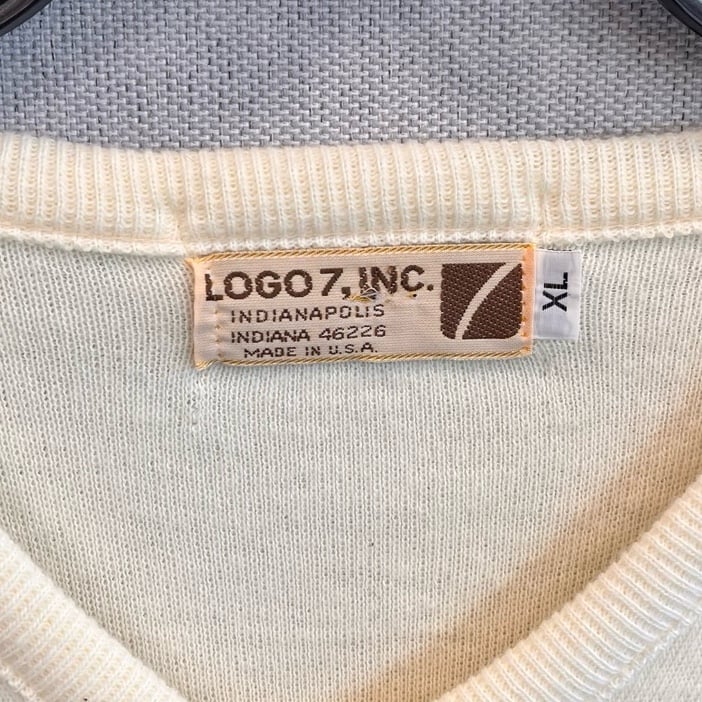 LOGO 7, INC.
INDIANAPOLIS
INDIANA 46226
MADE IN U.S.A.
XL